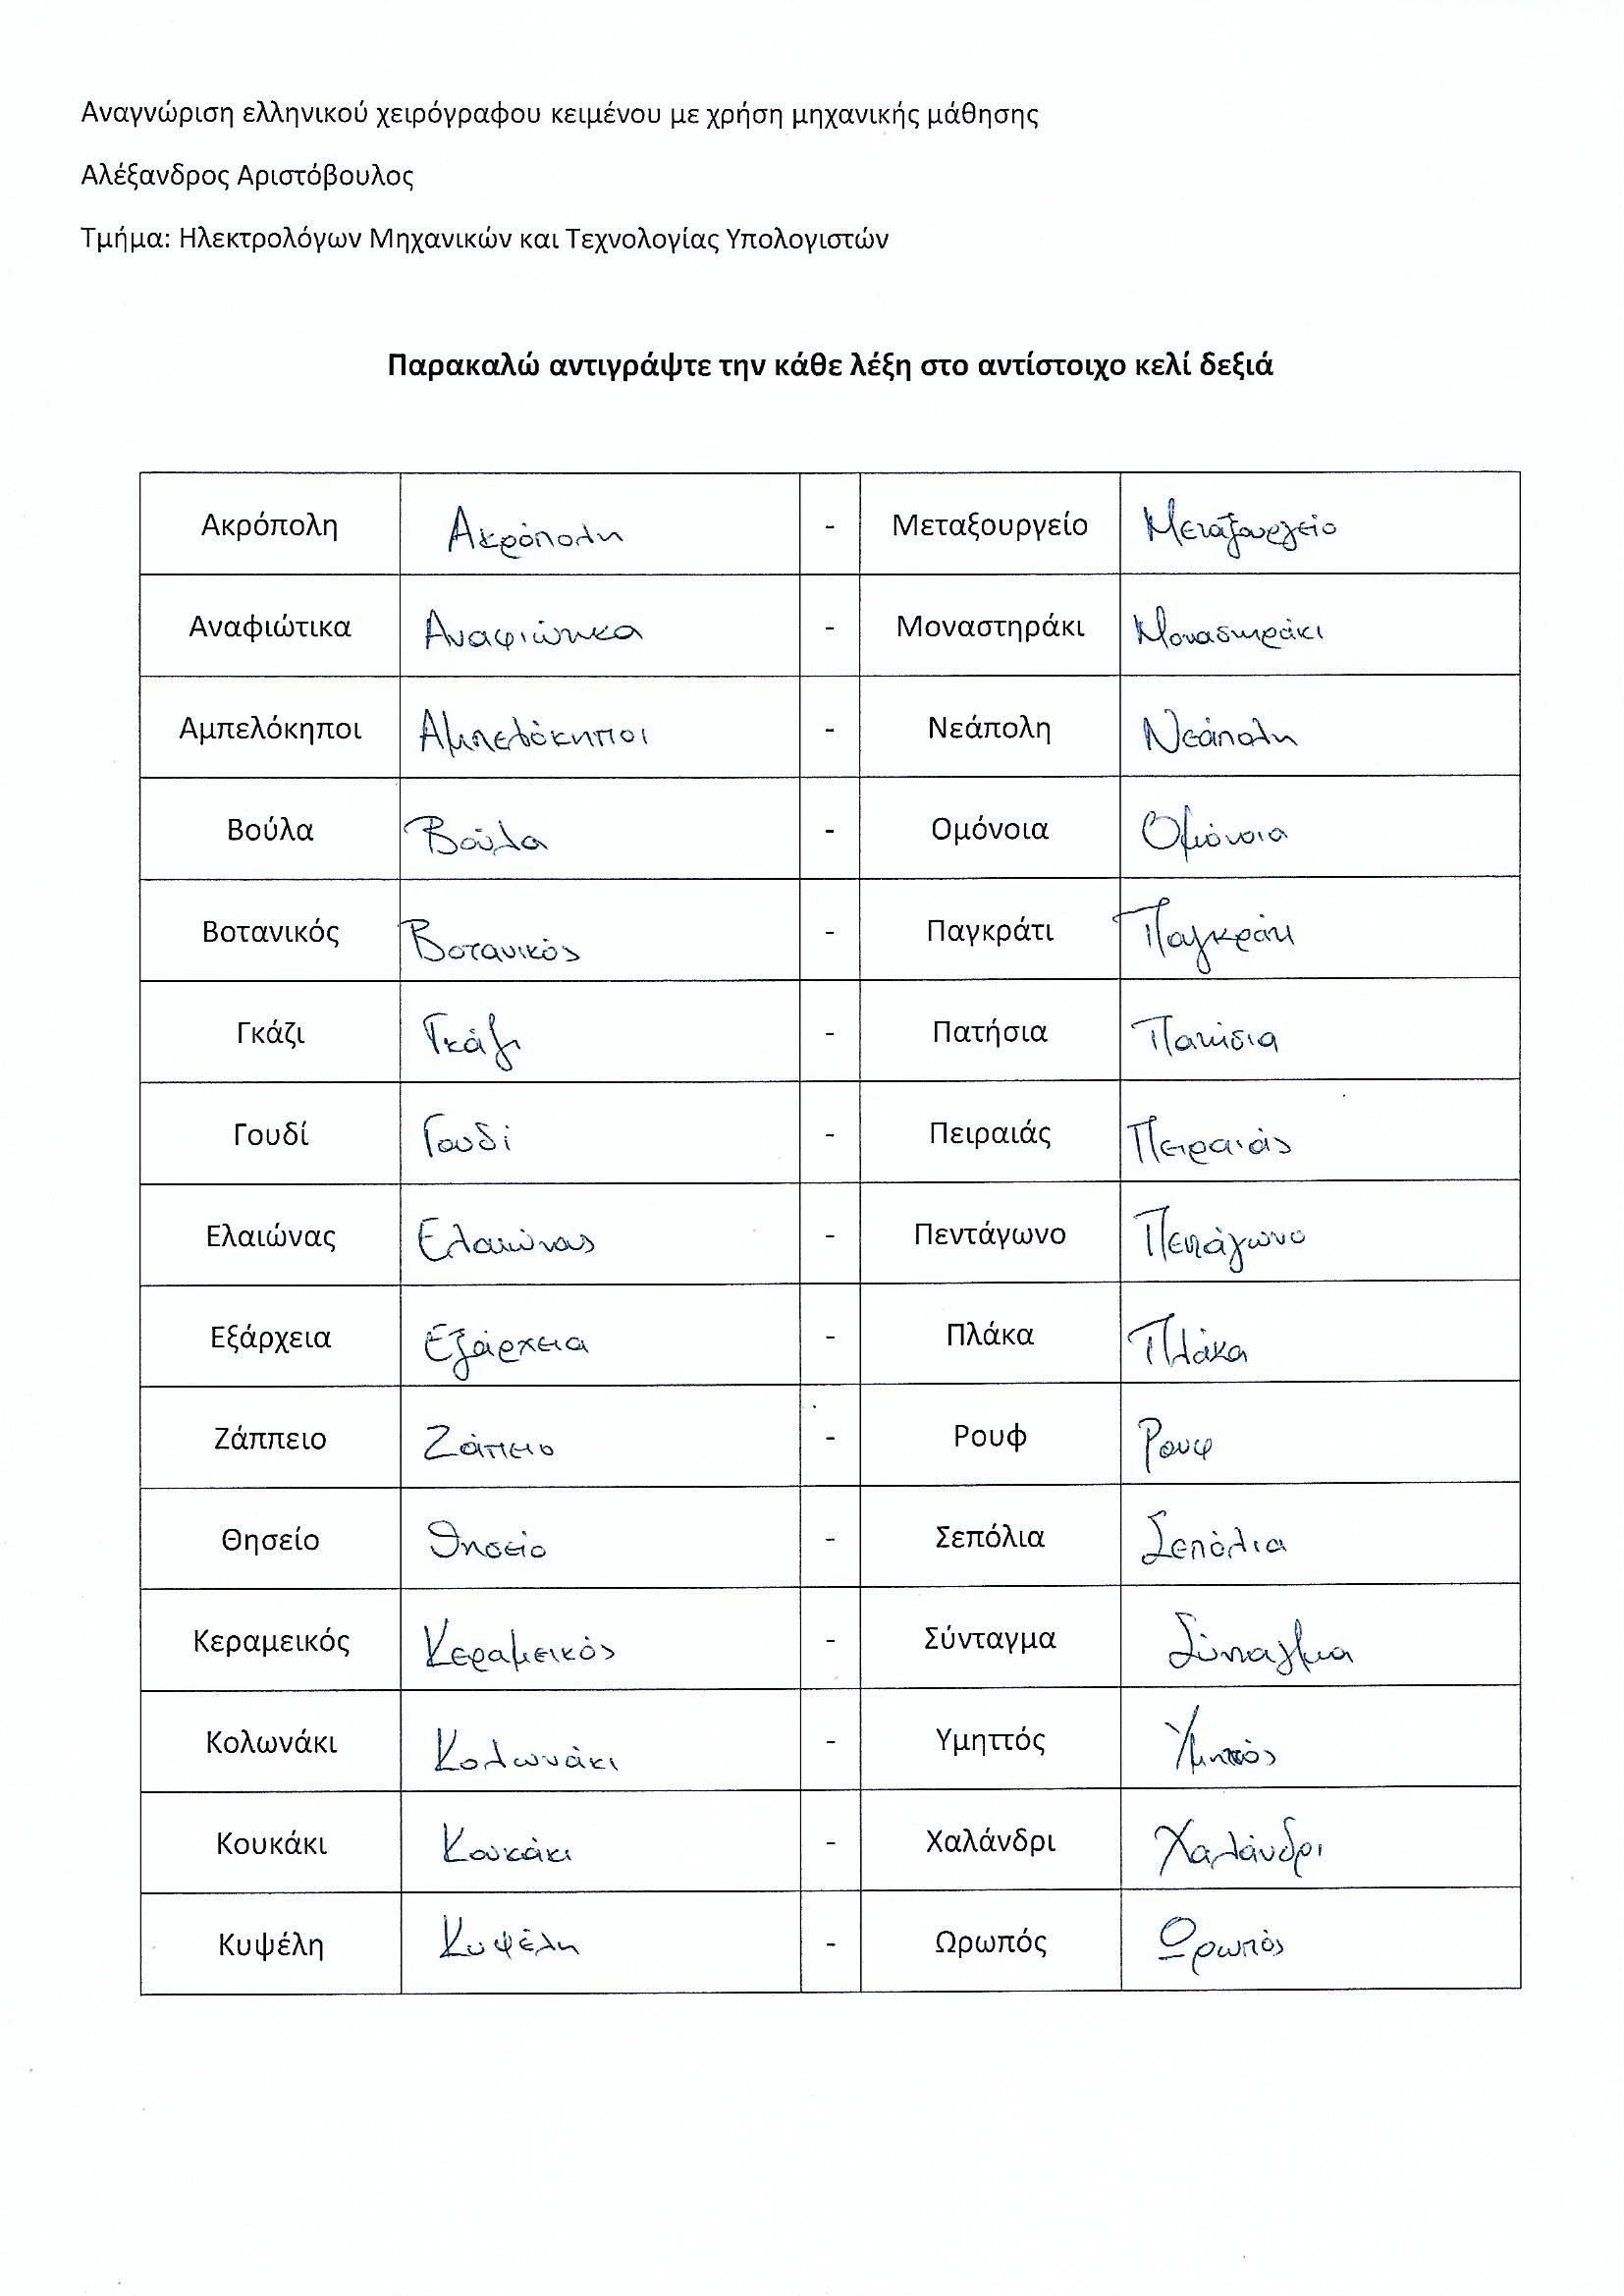 Αναγνώριση ελληνικού χειρόγραφου κειμένου με χρήση μηχανικής μάθησης
Αλέξανδρος Αριστόβουλος
Τμήμα: Ηλεκτρολόγων Μηχανικών και Τεχνολογίας Υπολογιστών
Παρακαλώ αντιγράψτε την κάθε λέξη στο αντίστοιχο κελί δεξιά
Ακρόπολη Ακρόπολη - Μεταξουργείο Μεταξουργείο
Αναφιώτικα Αναφιώτικα - Μοναστηράκι Μοναστηράκι
Αμπελόκηποι Αμπελόκηποι - Νεάπολη Νεάπολη
Βούλα Βούλα - Ομόνοια Ομόνοια
Βοτανικός Βοτανικός - Παγκράτι Παγκράτι
Γκάζι Γκάζι - Πατήσια Πατήσια
Γουδί Γουδί - Πειραιάς Πειραιάς
Ελαιώνας Ελαιώνας - Πεντάγωνο Πεντάγωνο
Εξάρχεια Εξάρχεια - Πλάκα Πλάκα
Ζάππειο Ζάπειο - Ρουφ Ρουφ
Θησείο Θησείο - Σεπόλια Σεπόλια
Κεραμεικός Κεραμεικός - Σύνταγμα Σύνταγμα
Κολωνάκι Κολωνάκι - Υμηττός Υμηττός
Κουκάκι Κουκάκι - Χαλάνδρι Χαλάνδρι
Κυψέλη Κυψέλη - Ωρωπός Ωρωπός